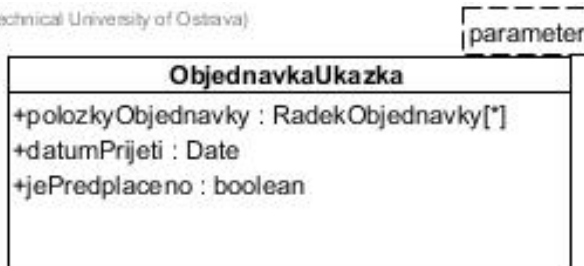 echnical University of Ostrava)
parameter
ObjednavkaUkazka
+polozkyObjednavky : RadekObjednavky[*]
+datumPrijeti : Date
+jePredplaceno : boolean